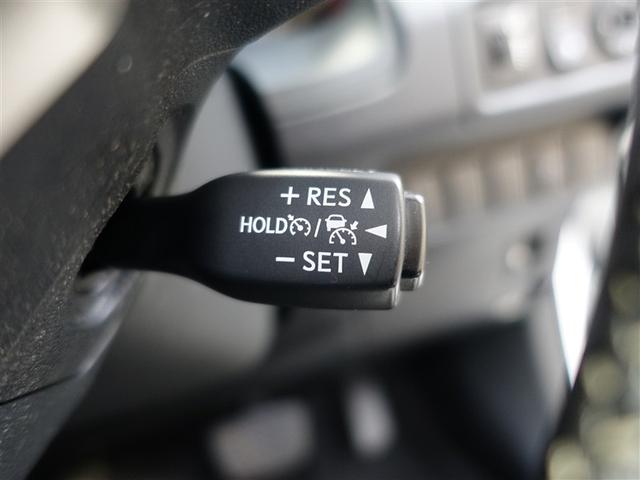 + RES ▲
HOLD / ◀
− SET ▼